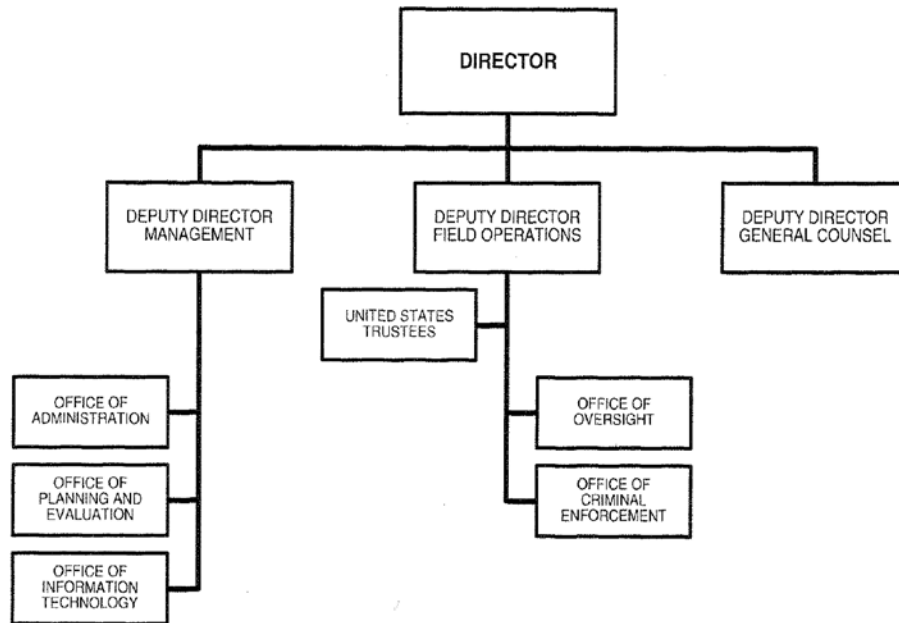 DIRECTOR
DEPUTY DIRECTOR
MANAGEMENT
DEPUTY DIRECTOR
FIELD OPERATIONS
DEPUTY DIRECTOR
GENERAL COUNSEL
UNITED STATES
TRUSTEES
OFFICE OF
ADMINISTRATION
OFFICE OF
OVERSIGHT
OFFICE OF
PLANNING AND
EVALUATION
OFFICE OF
CRIMINAL
ENFORCEMENT
OFFICE OF
INFORMATION
TECHNOLOGY